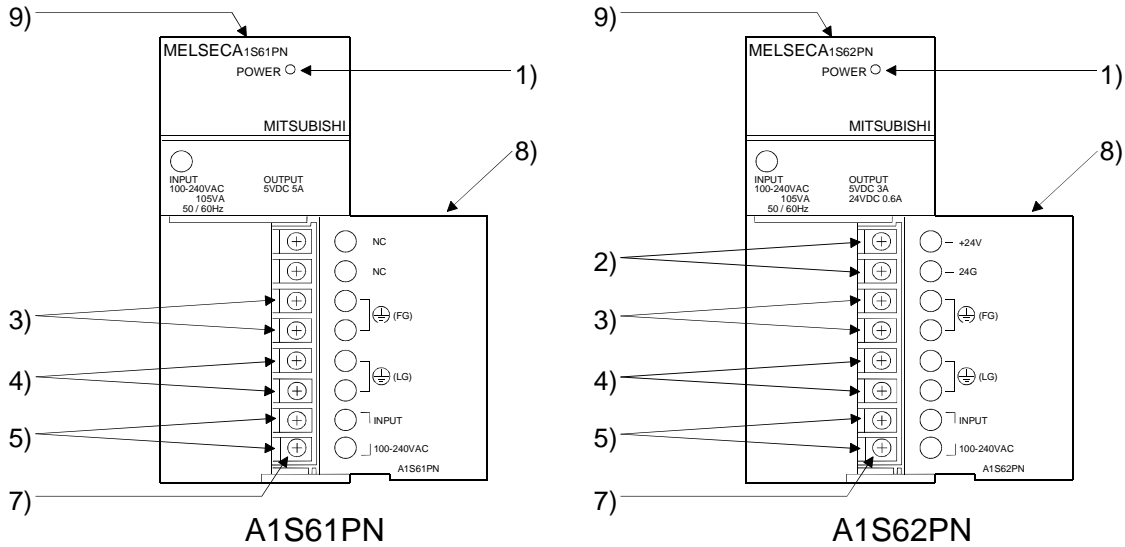 9)
MELSECA1S61PN
POWER
1)
MITSUBISHI
8)
INPUT
100-240VAC
105VA
50 / 60Hz
OUTPUT
5VDC 5A
NC
NC
3)
(FG)
4)
(LG)
5)
INPUT
100-240VAC
A1S61PN
7)
A1S61PN
9)
MELSECA1S62PN
POWER
1)
MITSUBISHI
8)
INPUT
100-240VAC
105VA
50 / 60Hz
OUTPUT
5VDC 3A
24VDC 0.6A
2)
+24V
24G
3)
(FG)
4)
(LG)
5)
INPUT
100-240VAC
A1S62PN
7)
A1S62PN